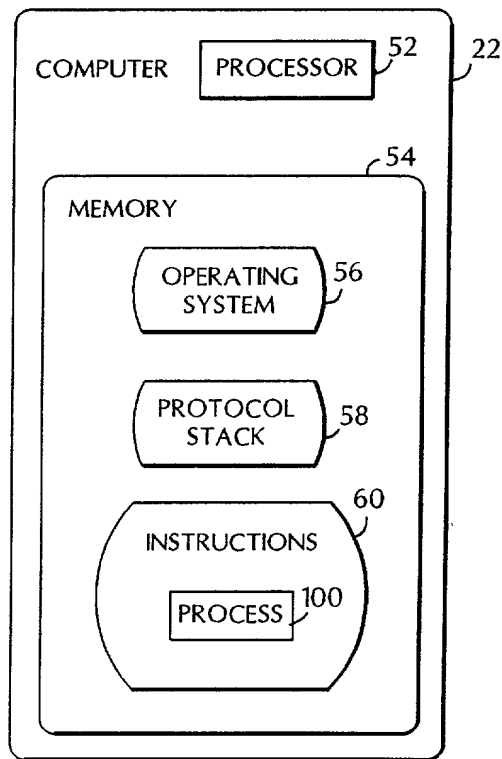 COMPUTER
PROCESSOR
52
22
54
MEMORY
OPERATING
SYSTEM
56
PROTOCOL
STACK
58
60
INSTRUCTIONS
PROCESS
100